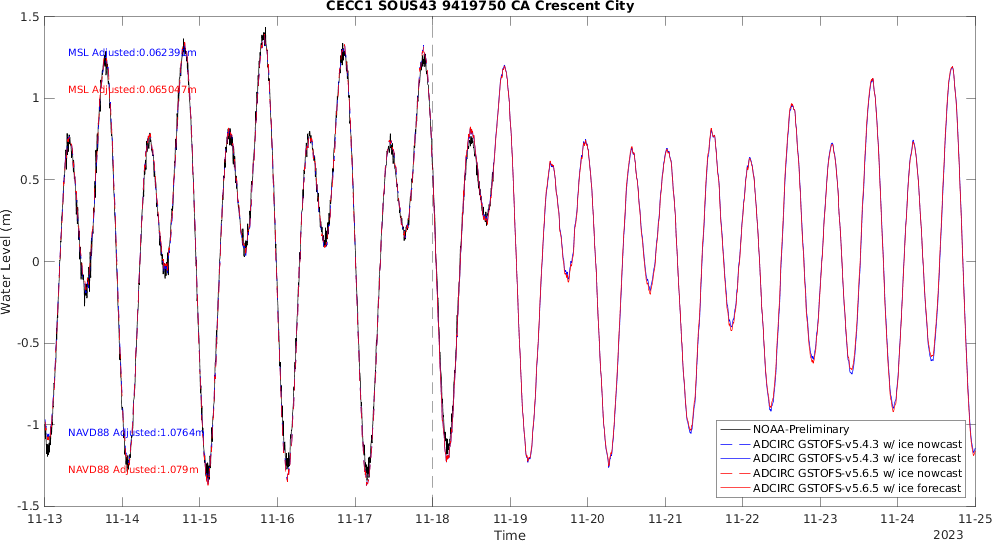 CECC1 SOUS43 9419750 CA Crescent City
MSL Adjusted:0.062398m
MSL Adjusted:0.065047m
NAVD88 Adjusted:1.0764m
NAVD88 Adjusted:1.079m
Water Level (m)
1.5
1
0.5
0
-0.5
-1
-1.5
NOAA-Preliminary
ADCIRC GSTOFS-v5.4.3 w/ ice nowcast
ADCIRC GSTOFS-v5.4.3 w/ ice forecast
ADCIRC GSTOFS-v5.6.5 w/ ice nowcast
ADCIRC GSTOFS-v5.6.5 w/ ice forecast
11-13 11-14 11-15 11-16 11-17 11-18 11-19 11-20 11-21 11-22 11-23 11-24 11-25
Time
2023